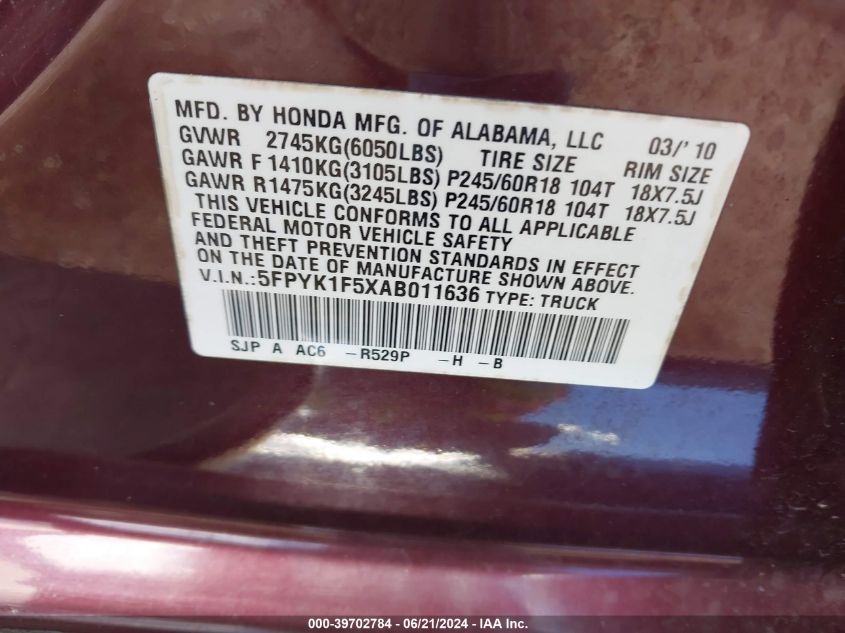 MFD. BY HONDA MFG. OF ALABAMA, LLC 03/'10
GVWR 2745KG(6050LBS) TIRE SIZE RIM SIZE
GAWR F 1410KG(3105LBS) P245/60R18 104T 18X7.5J
GAWR R1475KG(3245LBS) P245/60R18 104T 18X7.5J
THIS VEHICLE CONFORMS TO ALL APPLICABLE
FEDERAL MOTOR VEHICLE SAFETY
AND THEFT PREVENTION STANDARDS IN EFFECT
ON THE DATE OF MANUFACTURE SHOWN ABOVE.
V.I.N.:5FPYK1F5XAB011636 TYPE: TRUCK
SJP A AC6 -R529P -H -B
000-39702784 - 06/21/2024 - IAA Inc.